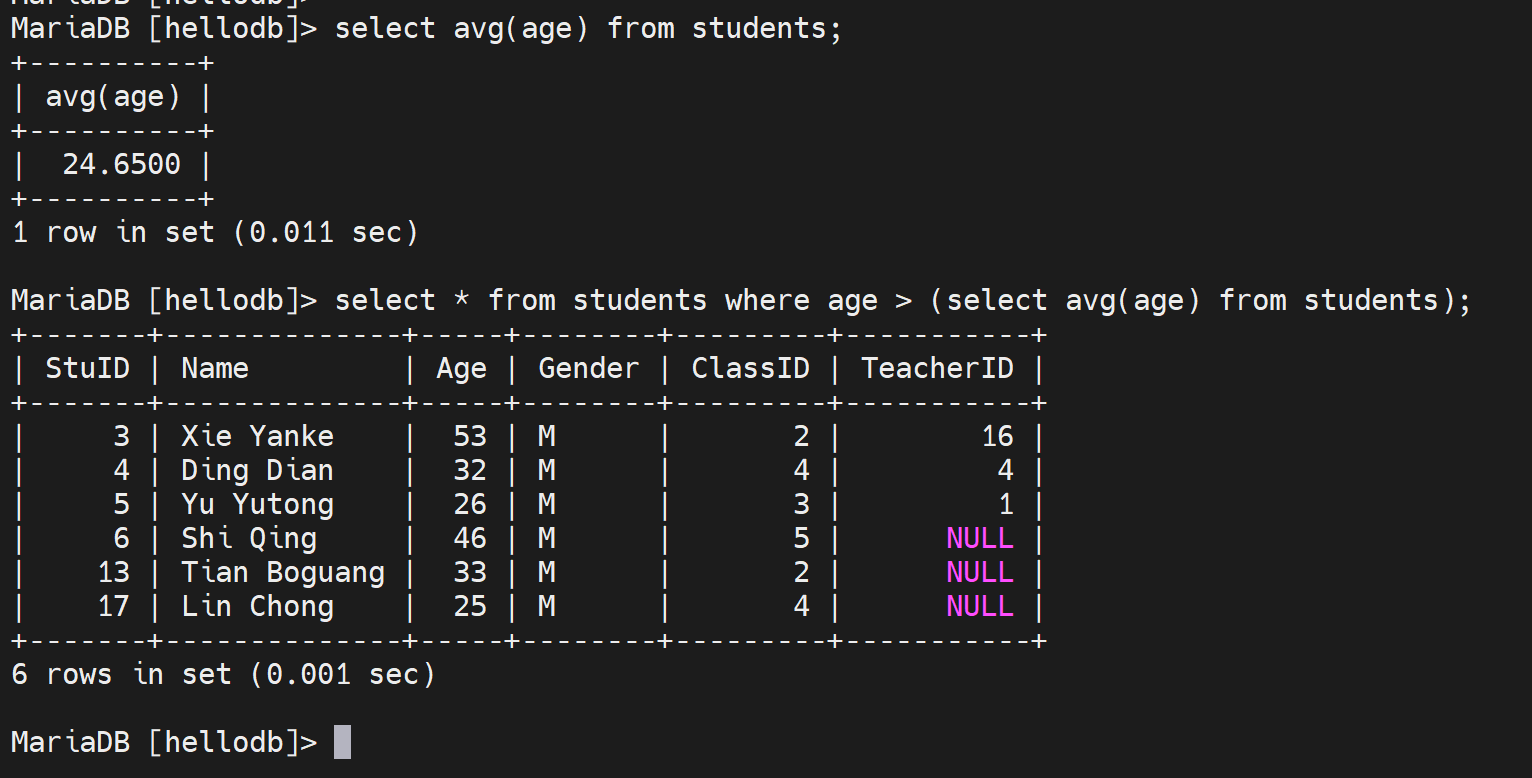 MariaDB [hellodb]>
MariaDB [hellodb]> select avg(age) from students;
+----------+
| avg(age) |
+----------+
|  24.6500 |
+----------+
1 row in set (0.011 sec)

MariaDB [hellodb]> select * from students where age > (select avg(age) from students);
+-------+--------------+-----+--------+---------+-----------+
| StuID | Name         | Age | Gender | ClassID | TeacherID |
+-------+--------------+-----+--------+---------+-----------+
|     3 | Xie Yanke    |  53 | M      |       2 |        16 |
|     4 | Ding Dian    |  32 | M      |       4 |         4 |
|     5 | Yu Yutong    |  26 | M      |       3 |         1 |
|     6 | Shi Qing     |  46 | M      |       5 |      NULL |
|    13 | Tian Boguang |  33 | M      |       2 |      NULL |
|    17 | Lin Chong    |  25 | M      |       4 |      NULL |
+-------+--------------+-----+--------+---------+-----------+
6 rows in set (0.001 sec)

MariaDB [hellodb]>